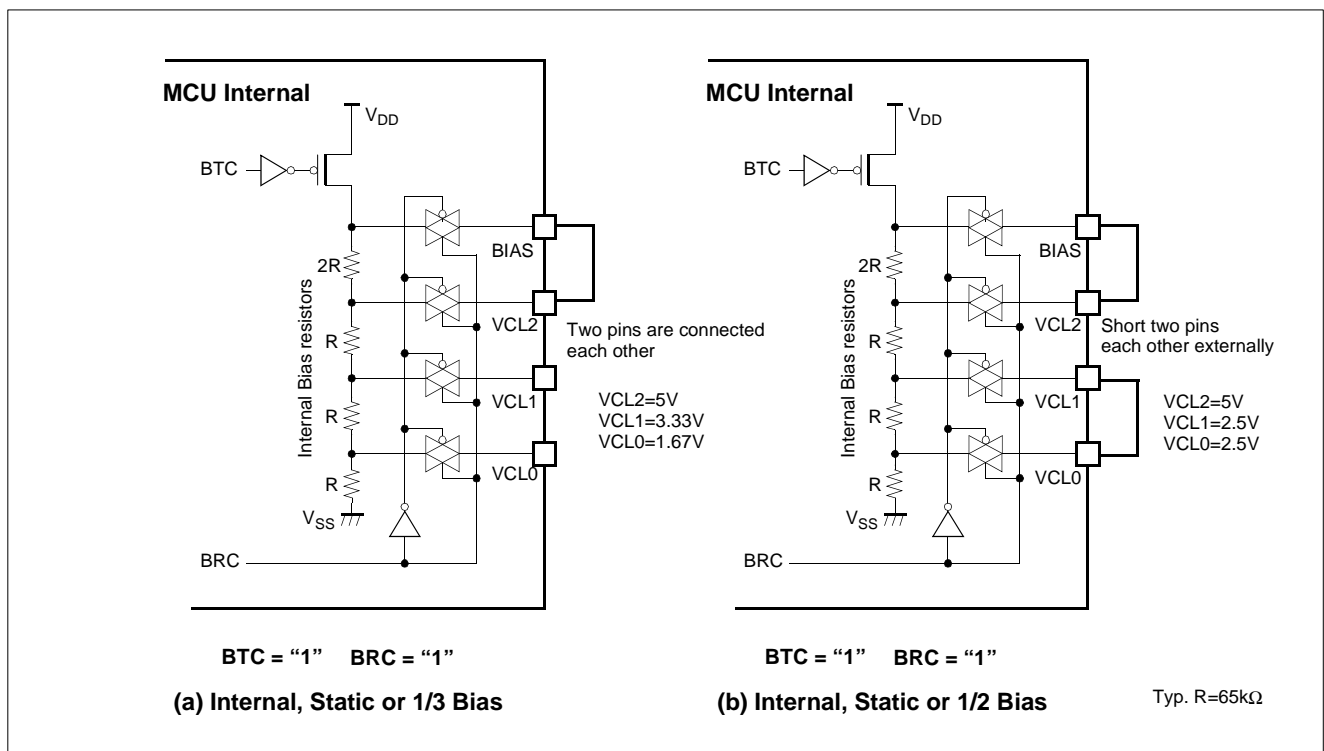 MCU Internal
V_DD
BTC
BIAS
2R
VCL2
R
VCL1
R
VCL0
R
V_SS
BRC
Internal Bias resistors
Two pins are connected
each other
VCL2=5V
VCL1=3.33V
VCL0=1.67V
BTC = “1” BRC = “1”
(a) Internal, Static or 1/3 Bias
MCU Internal
V_DD
BTC
BIAS
2R
VCL2
R
VCL1
R
VCL0
R
V_SS
BRC
Internal Bias resistors
Short two pins
each other externally
VCL2=5V
VCL1=2.5V
VCL0=2.5V
BTC = “1” BRC = “1”
(b) Internal, Static or 1/2 Bias
Typ. R=65kΩ